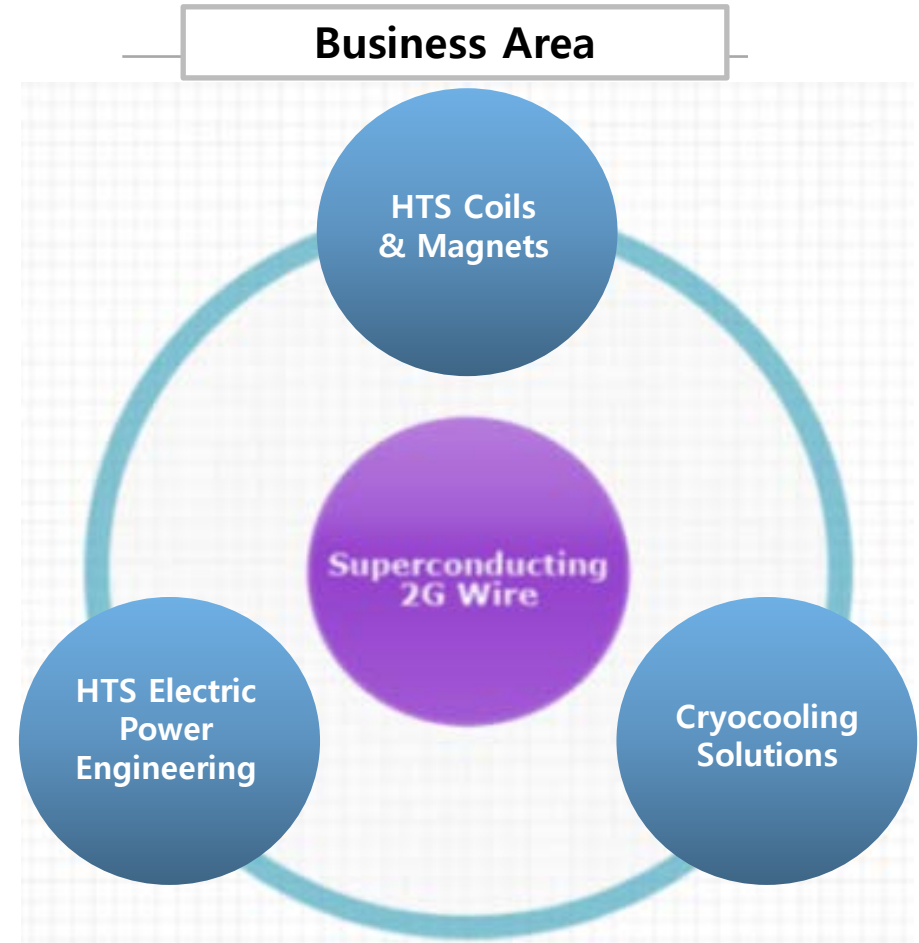 Business Area
HTS Coils
& Magnets
Superconducting
2G Wire
HTS Electric
Power
Engineering
Cryocooling
Solutions